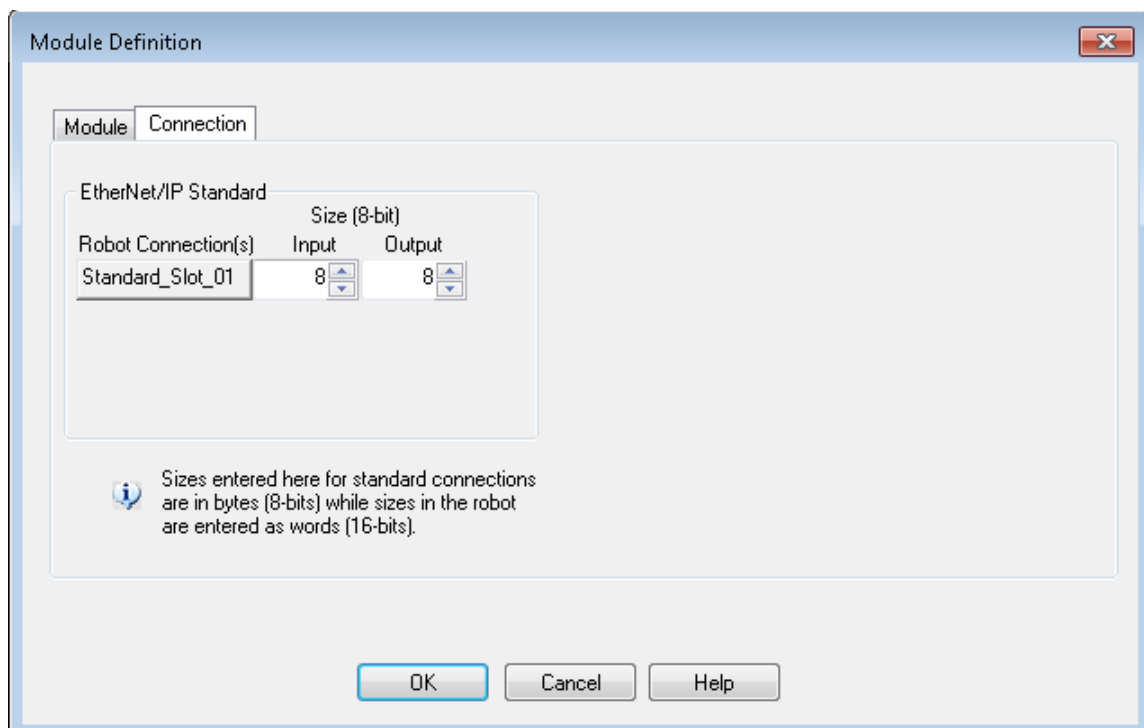 Module Definition
Module Connection
EtherNet/IP Standard
Size (8-bit)
Robot Connection(s) Input Output
Standard_Slot_01 8 8
Sizes entered here for standard connections
are in bytes (8-bits) while sizes in the robot
are entered as words (16-bits).
OK Cancel Help